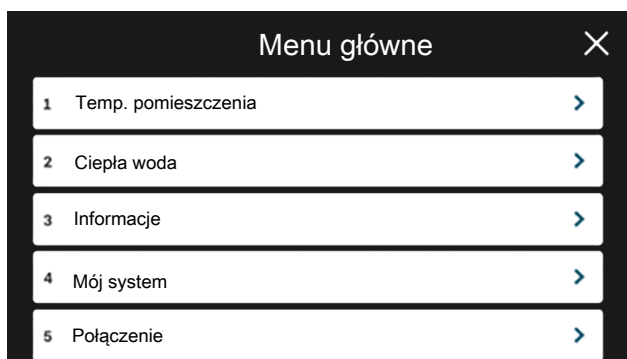 Menu główne
1 Temp. pomieszczenia
2 Ciepła woda
3 Informacje
4 Mój system
5 Połączenie